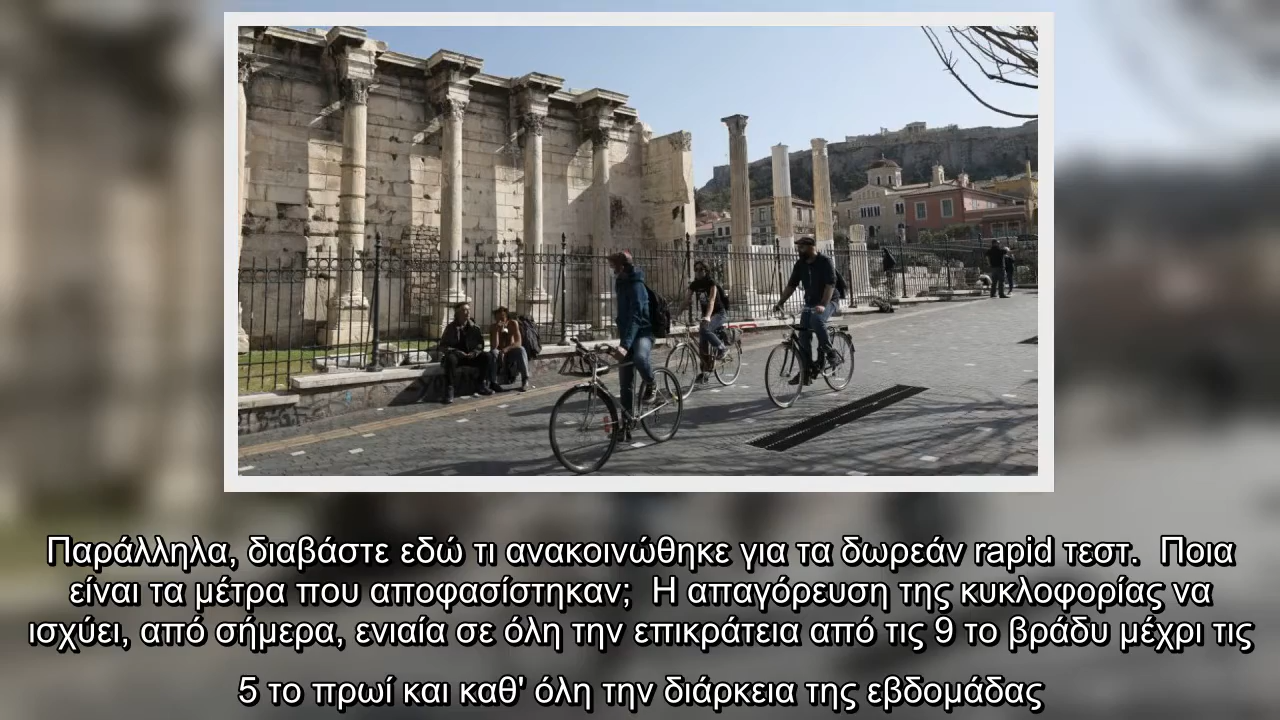 Παράλληλα, διαβάστε εδώ τι ανακοινώθηκε για τα δωρεάν rapid τεστ.  Ποια
είναι τα μέτρα που αποφασίστηκαν;  Η απαγόρευση της κυκλοφορίας να
ισχύει, από σήμερα, ενιαία σε όλη την επικράτεια από τις 9 το βράδυ μέχρι τις
5 το πρωί και καθ' όλη την διάρκεια της εβδομάδας